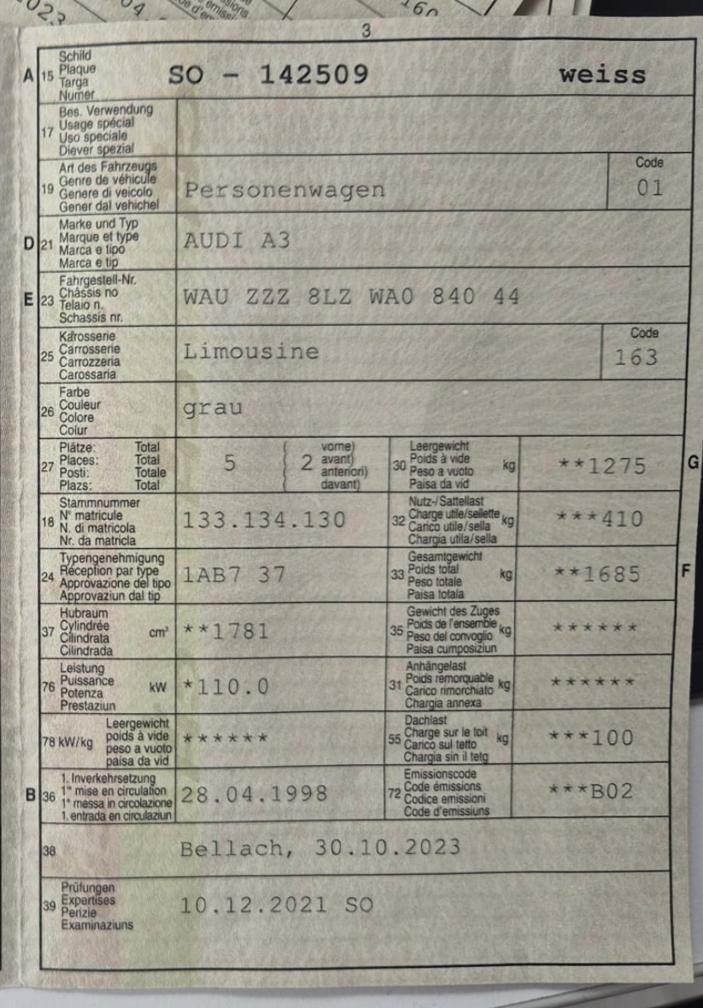 3
A 15 Schild
Plaque
Targa
Numer
SO - 142509 weiss
17 Bes. Verwendung
Usage spécial
Uso speciale
Diever spezial
19 Art des Fahrzeugs
Genre de véhicule
Genere di veicolo
Gener dal vehichel
Personenwagen
Code
01
D 21 Marke und Typ
Marque et type
Marca e tipo
Marca e tip
AUDI A3
E 23 Fahrgestell-Nr.
Châssis no
Telaio n.
Schassis nr.
WAU ZZZ 8LZ WA0 840 44
25 Karosserie
Carrosserie
Carrozzeria
Carossaria
Limousine
Code
163
26 Farbe
Couleur
Colore
Colur
grau
27 Plätze: Total
Places: Total
Posti: Totale
Plazs: Total
5
2
vorne)
avant)
anteriori)
davant)
30 Leergewicht
Poids à vide
Peso a vuoto
Paisa da vid
kg
**1275
G
18 Stammnummer
N° matricule
N. di matricola
Nr. da matricla
133.134.130
32 Nutz-/Sattellast
Charge utile/sellette
Carico utile/sella
Chargia utila/sella
kg
***410
24 Typengenehmigung
Réception par type
Approvazione del tipo
Approvaziun dal tip
1AB7 37
33 Gesamtgewicht
Poids total
Peso totale
Paisa totala
kg
**1685
F
37 Hubraum
Cylindrée
Cilindrata
Cilindrada
cm³
**1781
35 Gewicht des Zuges
Poids de l'ensemble
Peso del convoglio
Paisa cumposiziun
kg
******
76 Leistung
Puissance
Potenza
Prestaziun
kW
*110.0
31 Anhängelast
Poids remorquable
Carico rimorchiato
Chargia annexa
kg
******
78 kW/kg
Leergewicht
poids à vide
peso a vuoto
paisa da vid
******
55 Dachlast
Charge sur le toit
Carico sul tetto
Chargia sin il tetg
kg
***100
B 36 1. Inverkehrsetzung
1re mise en circulation
1a messa in circolazione
1. entrada en circulaziun
28.04.1998
72 Emissionscode
Code émissions
Codice emissioni
Code d'emissiuns
***B02
38
Bellach, 30.10.2023
39 Prüfungen
Expertises
Perizie
Examinaziuns
10.12.2021 SO